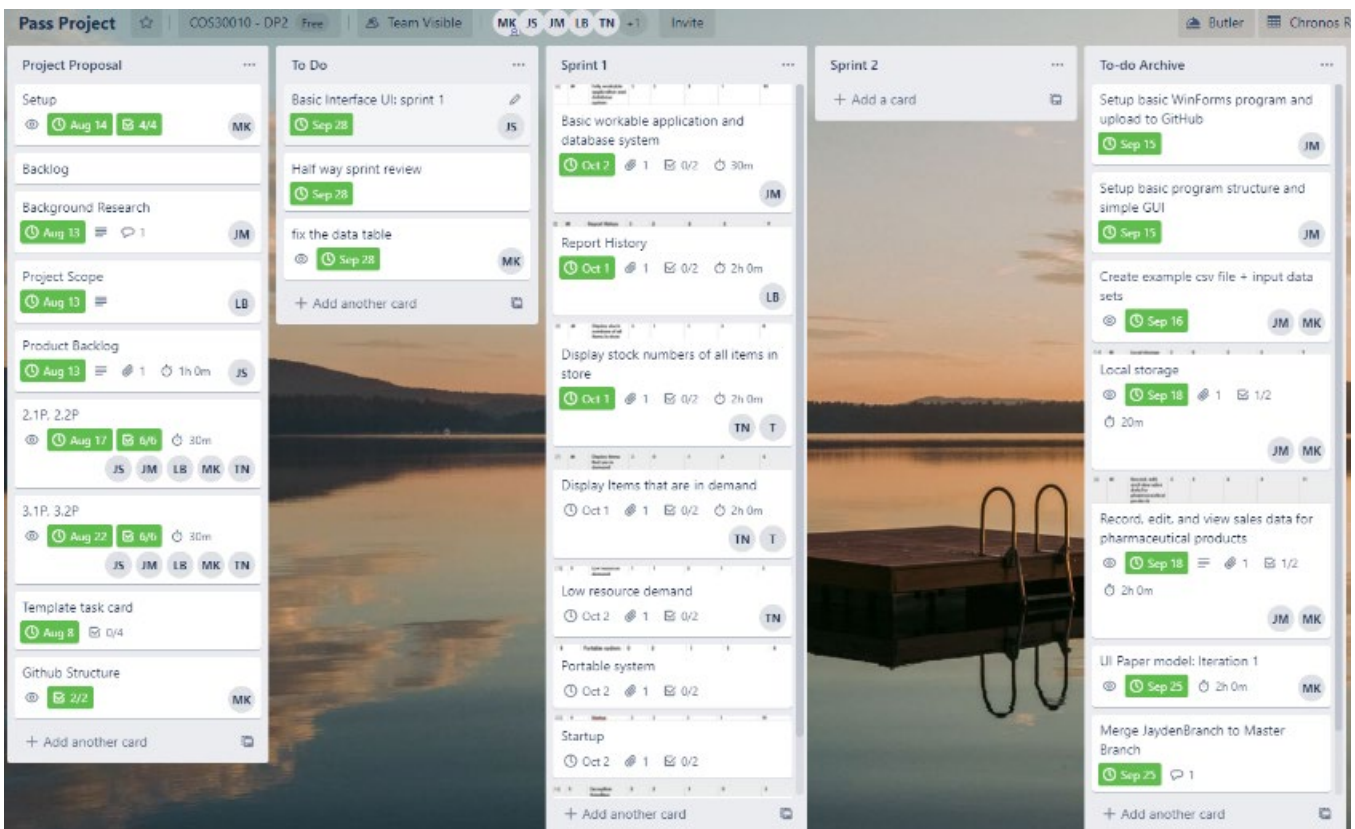 Pass Project
COS30010 - DP2 Free
Team Visible
MK JS JM LB TN +1
Invite
Butler
Chronos R
Project Proposal
Setup
Aug 14 4/4
MK
Backlog
Background Research
Aug 13 1
JM
Project Scope
Aug 13
LB
Product Backlog
Aug 13 1 1h 0m
JS
2.1P, 2.2P
Aug 17 6/6 30m
JS JM LB MK TN
3.1P, 3.2P
Aug 22 6/6 30m
JS JM LB MK TN
Template task card
Aug 8 0/4
Github Structure
2/2
MK
+ Add another card
To Do
Basic Interface UI: sprint 1
Sep 28
JS
Half way sprint review
Sep 28
fix the data table
Sep 28
MK
+ Add another card
Sprint 1
Basic workable application and
database system
Oct 2 1 0/2 30m
JM
Report History
Oct 1 1 0/2 2h 0m
LB
Display stock numbers of all items in
store
Oct 1 1 0/2 2h 0m
TN T
Display Items that are in demand
Oct 1 1 0/2 2h 0m
TN T
Low resource demand
Oct 2 1 0/2
TN
Portable system
Oct 2 1 0/2
Startup
Oct 2 1 0/2
+ Add another card
Sprint 2
+ Add a card
To-do Archive
Setup basic WinForms program and
upload to GitHub
Sep 15
JM
Setup basic program structure and
simple GUI
Sep 15
JM
Create example csv file + input data
sets
Sep 16
JM MK
Local storage
Sep 18 1 1/2
20m
JM MK
Record, edit, and view sales data for
pharmaceutical products
Sep 18 1 1/2
2h 0m
JM MK
UI Paper model: Iteration 1
Sep 25 2h 0m
MK
Merge JaydenBranch to Master
Branch
Sep 25 1
+ Add another card